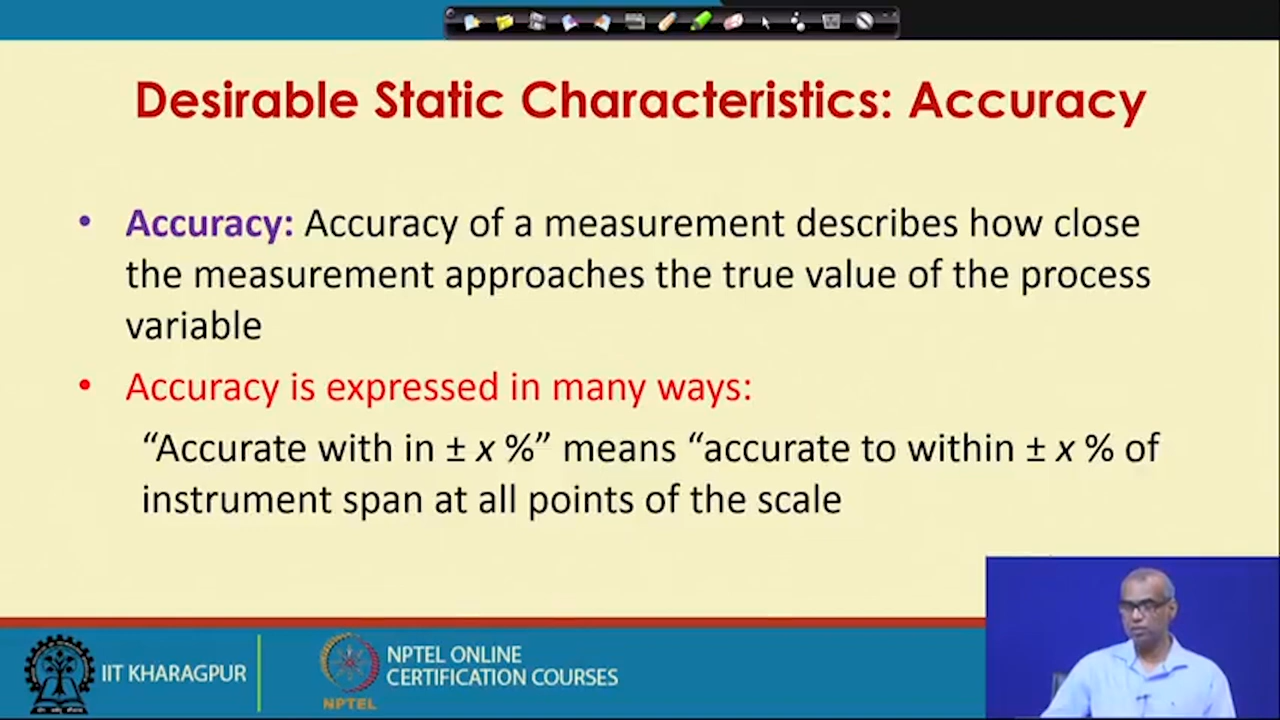 Desirable Static Characteristics: Accuracy
• Accuracy: Accuracy of a measurement describes how close
the measurement approaches the true value of the process
variable
• Accuracy is expressed in many ways:
“Accurate with in ± x %” means “accurate to within ± x % of
instrument span at all points of the scale
IIT KHARAGPUR
NPTEL
NPTEL ONLINE
CERTIFICATION COURSES